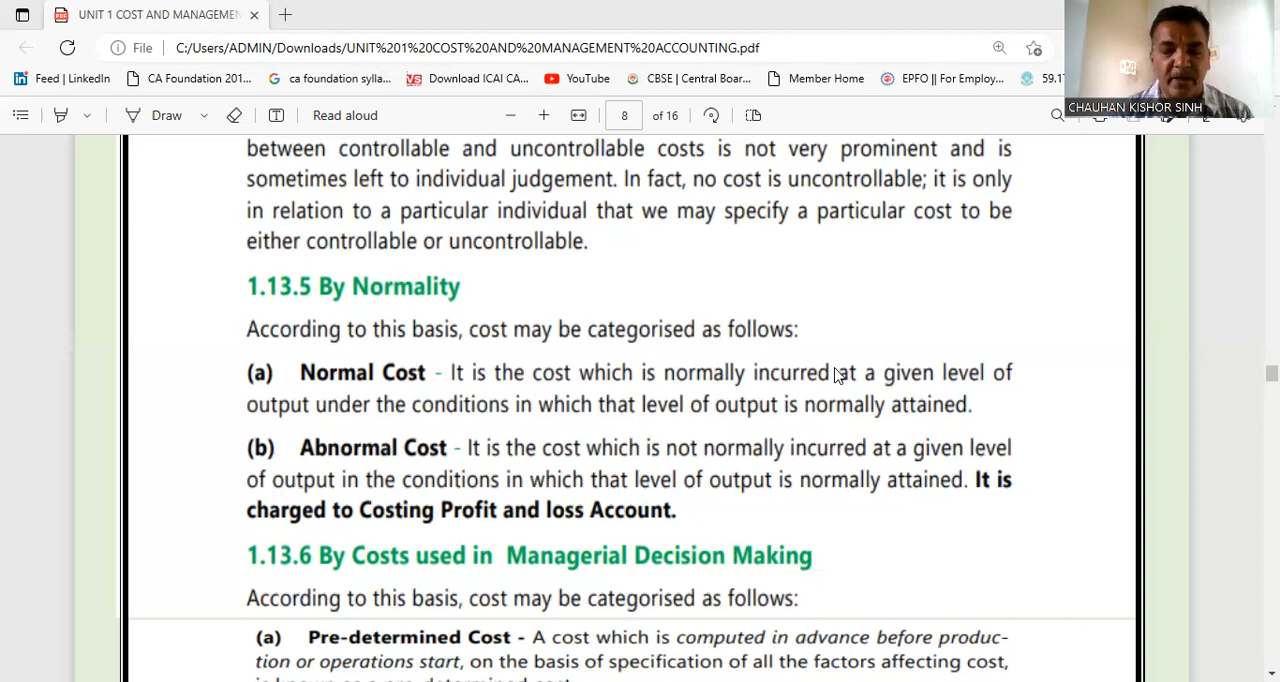 UNIT 1 COST AND MANAGEMEN
File
C:/Users/ADMIN/Downloads/UNIT%201%20COST%20AND%20MANAGEMENT%20ACCOUNTING.pdf
Feed | LinkedIn
CA Foundation 201...
ca foundation sylla...
Download ICAI CA...
YouTube
CBSE | Central Boar...
Member Home
EPFO || For Employ...
59.1
CHAUHAN KISHOR SINH
Draw
Read aloud
8
of 16
between controllable and uncontrollable costs is not very prominent and is
sometimes left to individual judgement. In fact, no cost is uncontrollable; it is only
in relation to a particular individual that we may specify a particular cost to be
either controllable or uncontrollable.
1.13.5 By Normality
According to this basis, cost may be categorised as follows:
(a) Normal Cost - It is the cost which is normally incurred at a given level of
output under the conditions in which that level of output is normally attained.
(b) Abnormal Cost - It is the cost which is not normally incurred at a given level
of output in the conditions in which that level of output is normally attained. It is
charged to Costing Profit and loss Account.
1.13.6 By Costs used in Managerial Decision Making
According to this basis, cost may be categorised as follows:
(a) Pre-determined Cost - A cost which is computed in advance before produc-
tion or operations start, on the basis of specification of all the factors affecting cost,